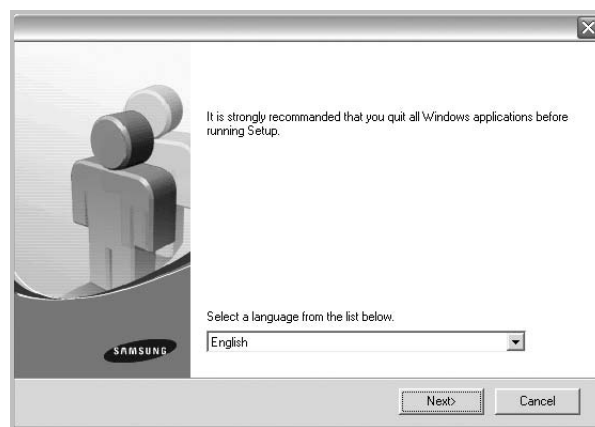 It is strongly recommanded that you quit all Windows applications before
running Setup.
Select a language from the list below.
English
SAMSUNG
Next>
Cancel